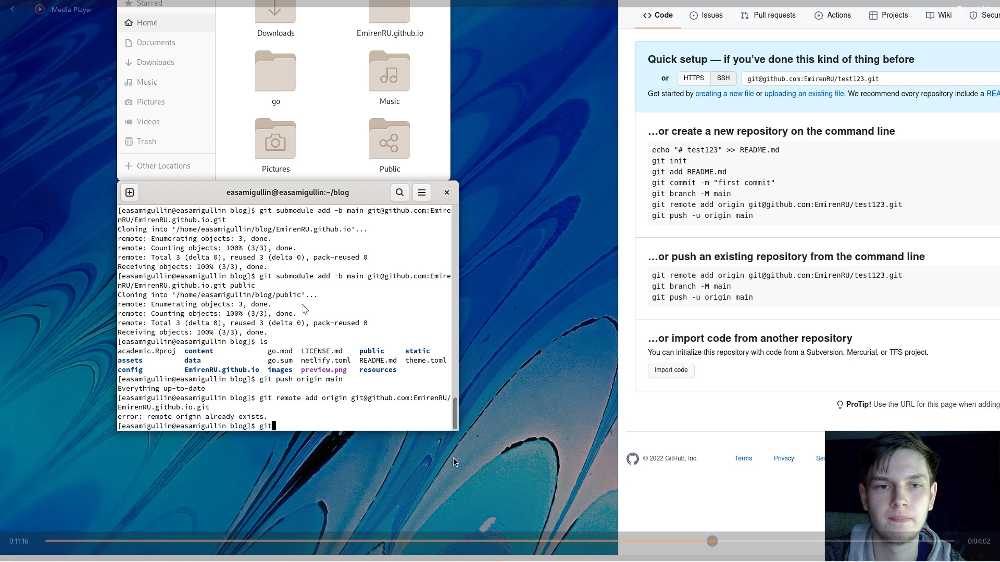 Media Player
Starred
Home
Documents
Downloads
Music
Pictures
Videos
Trash
Other Locations
Downloads
EmirenRU.github.io
go
Music
Pictures
Public
easamigullin@easamigullin:~/blog
[easamigullin@easamigullin blog]$ git submodule add -b main git@github.com:Emire
nRU/EmirenRU.github.io.git
Cloning into '/home/easamigullin/blog/EmirenRU.github.io'...
remote: Enumerating objects: 3, done.
remote: Counting objects: 100% (3/3), done.
remote: Total 3 (delta 0), reused 3 (delta 0), pack-reused 0
Receiving objects: 100% (3/3), done.
[easamigullin@easamigullin blog]$ git submodule add -b main git@github.com:Emire
nRU/EmirenRU.github.io.git public
Cloning into '/home/easamigullin/blog/public'...
remote: Enumerating objects: 3, done.
remote: Counting objects: 100% (3/3), done.
remote: Total 3 (delta 0), reused 3 (delta 0), pack-reused 0
Receiving objects: 100% (3/3), done.
[easamigullin@easamigullin blog]$ ls
academic.Rproj content go.mod LICENSE.md public static
assets data go.sum netlify.toml README.md theme.toml
config EmirenRU.github.io images preview.png resources
[easamigullin@easamigullin blog]$ git push origin main
Everything up-to-date
[easamigullin@easamigullin blog]$ git remote add origin git@github.com:EmirenRU/
EmirenRU.github.io.git
error: remote origin already exists.
[easamigullin@easamigullin blog]$ git
Code Issues Pull requests Actions Projects Wiki Secur
Quick setup — if you've done this kind of thing before
or HTTPS SSH git@github.com:EmirenRU/test123.git
Get started by creating a new file or uploading an existing file. We recommend every repository include a REA
...or create a new repository on the command line
echo "# test123" >> README.md
git init
git add README.md
git commit -m "first commit"
git branch -M main
git remote add origin git@github.com:EmirenRU/test123.git
git push -u origin main
...or push an existing repository from the command line
git remote add origin git@github.com:EmirenRU/test123.git
git branch -M main
git push -u origin main
...or import code from another repository
You can initialize this repository with code from a Subversion, Mercurial, or TFS project.
Import code
ProTip! Use the URL for this page when adding
© 2022 GitHub, Inc. Terms Privacy Sec
0:11:16
0:04:02